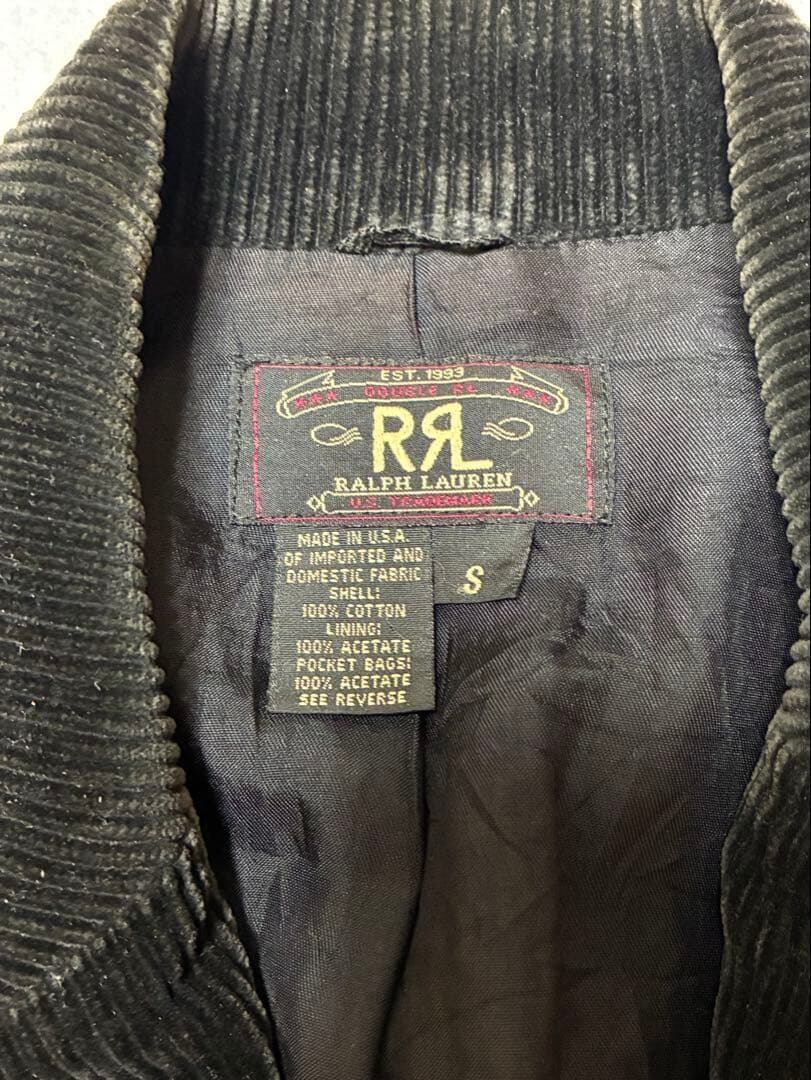 EST. 1993
DOUBLE RL
RRL
RALPH LAUREN
U.S. TRADEMARK
MADE IN U.S.A.
OF IMPORTED AND
DOMESTIC FABRIC
SHELL:
100% COTTON
LINING:
100% ACETATE
POCKET BAGS:
100% ACETATE
SEE REVERSE
S